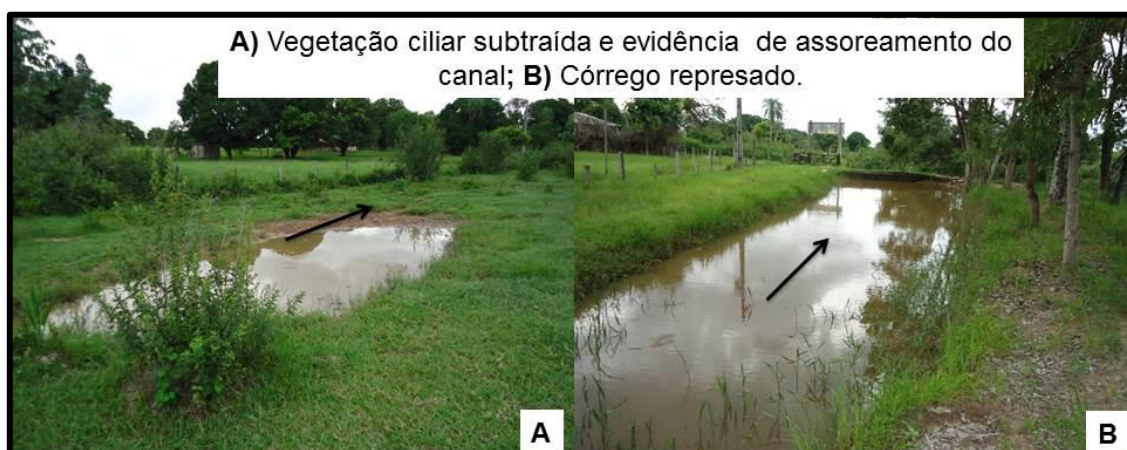 A) Vegetação ciliar subtraída e evidência de assoreamento do
canal; B) Córrego represado.
A
B